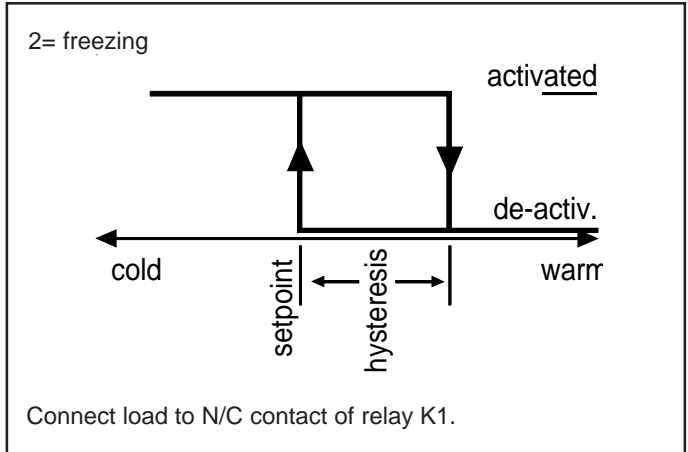 2= freezing
activated
de-activ.
cold
warm
setpoint
hysteresis
Connect load to N/C contact of relay K1.